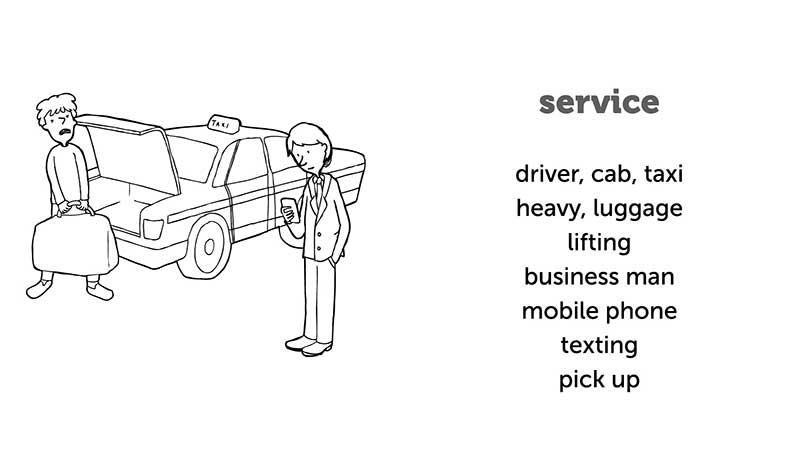 TAXI
service
driver, cab, taxi
heavy, luggage
lifting
business man
mobile phone
texting
pick up